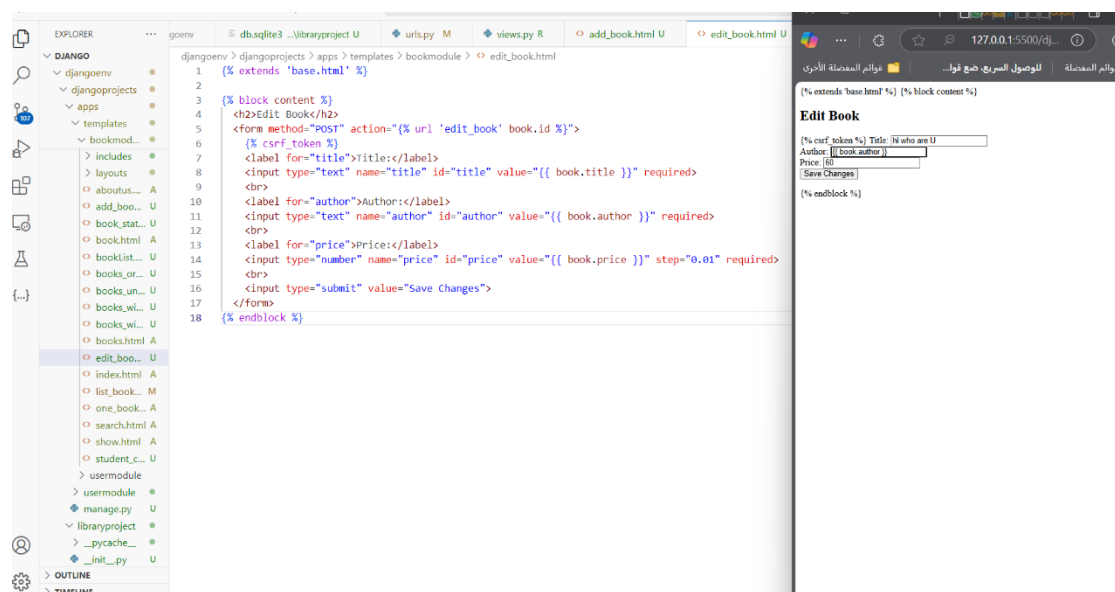 EXPLORER
DJANGO
djangoenv
djangoprojects
apps
templates
bookmod...
includes
layouts
aboutus.... A
add_boo... U
book_stat... U
book.html A
bookList.... U
books_or... U
books_un... U
books_wi... U
books_wi... U
books.html A
edit_boo... U
index.html A
list_book... M
one_book... A
search.html A
show.html A
student_c... U
usermodule
usermodule
manage.py U
libraryproject
_pycache_
_init_.py U
OUTLINE
TIMELINE
107
goenv
db.sqlite3 ...\libraryproject U
urls.py M
views.py R
add_book.html U
edit_book.html U
djangoenv > djangoprojects > apps > templates > bookmodule > edit_book.html
1 {% extends 'base.html' %}
2
3 {% block content %}
4 <h2>Edit Book</h2>
5 <form method="POST" action="{% url 'edit_book' book.id %}">
6 {% csrf_token %}
7 <label for="title">Title:</label>
8 <input type="text" name="title" id="title" value="{{ book.title }}" required>
9 <br>
10 <label for="author">Author:</label>
11 <input type="text" name="author" id="author" value="{{ book.author }}" required>
12 <br>
13 <label for="price">Price:</label>
14 <input type="number" name="price" id="price" value="{{ book.price }}" step="0.01" required>
15 <br>
16 <input type="submit" value="Save Changes">
17 </form>
18 {% endblock %}
127.0.0.1:5500/dj...
قوائم المفضلة الأخرى
للوصول السريع، ضع قوا...
وائم المفضلة
{% extends 'base.html' %} {% block content %}
Edit Book
{% csrf_token %} Title: hi who are U
Author: {{ book.author }}
Price: 60
Save Changes
{% endblock %}